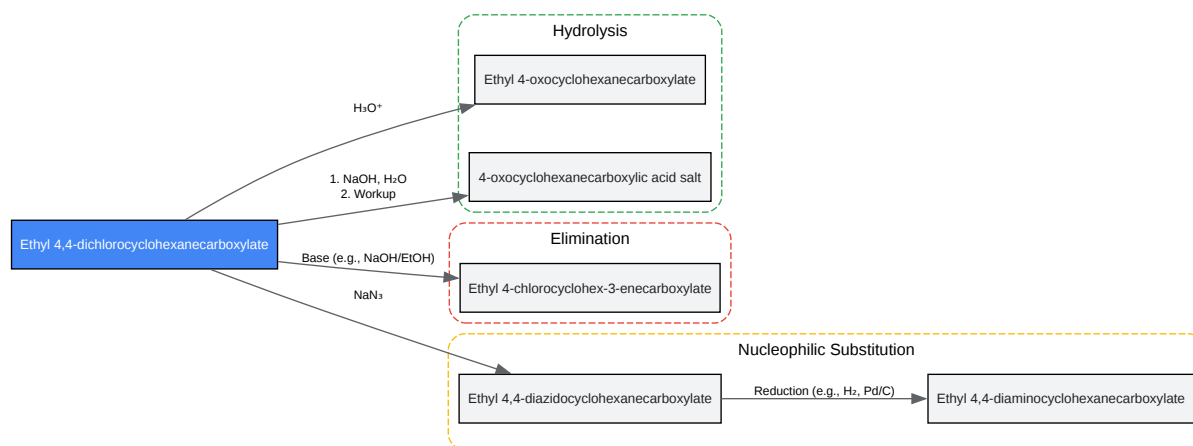 Hydrolysis
Ethyl 4-oxocyclohexanecarboxylate
H₃O⁺
1. NaOH, H₂O
2. Workup
4-oxocyclohexanecarboxylic acid salt
Ethyl 4,4-dichlorocyclohexanecarboxylate
Elimination
Base (e.g., NaOH/EtOH)
Ethyl 4-chlorocyclohex-3-enecarboxylate
NaN₃
Nucleophilic Substitution
Ethyl 4,4-diazidocyclohexanecarboxylate
Reduction (e.g., H₂, Pd/C)
Ethyl 4,4-diaminocyclohexanecarboxylate